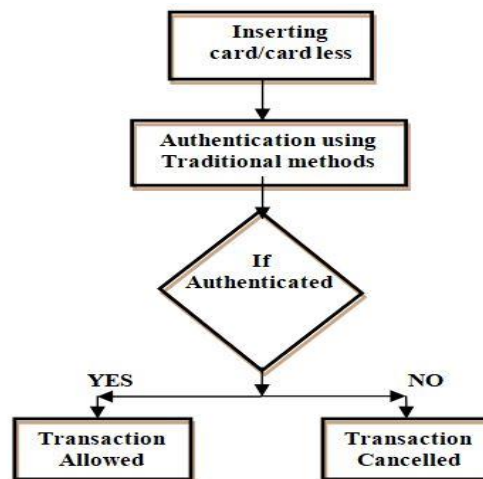 Inserting
card/card less
Authentication using
Traditional methods
If
Authenticated
YES
NO
Transaction
Allowed
Transaction
Cancelled